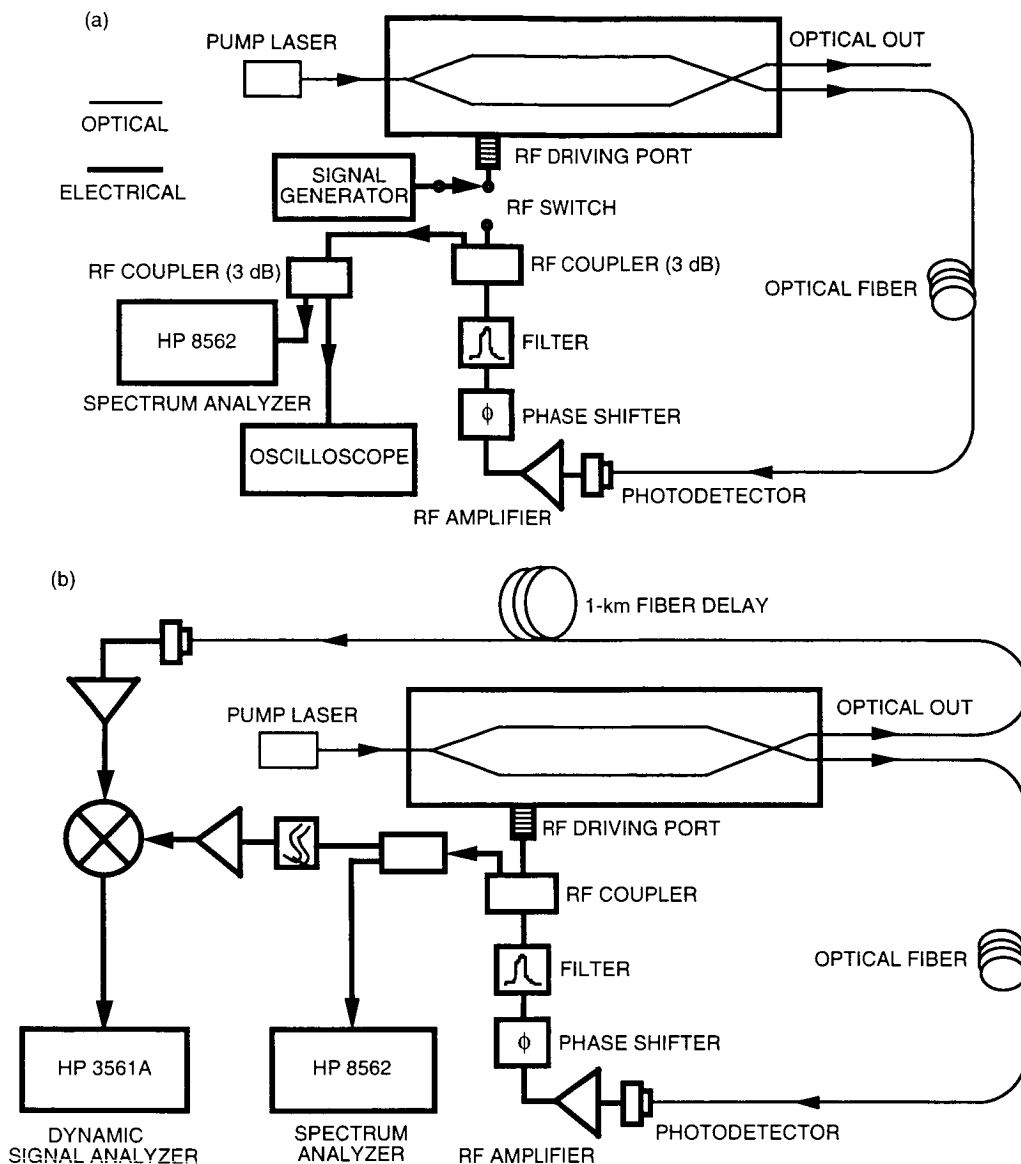 (a)
PUMP LASER
OPTICAL OUT
OPTICAL
ELECTRICAL
RF DRIVING PORT
SIGNAL
GENERATOR
RF SWITCH
RF COUPLER (3 dB)
RF COUPLER (3 dB)
OPTICAL FIBER
HP 8562
FILTER
SPECTRUM ANALYZER
ϕ
PHASE SHIFTER
OSCILLOSCOPE
PHOTODETECTOR
RF AMPLIFIER
(b)
1-km FIBER DELAY
PUMP LASER
OPTICAL OUT
RF DRIVING PORT
RF COUPLER
FILTER
OPTICAL FIBER
HP 3561A
HP 8562
ϕ
PHASE SHIFTER
PHOTODETECTOR
DYNAMIC
SIGNAL ANALYZER
SPECTRUM
ANALYZER
RF AMPLIFIER